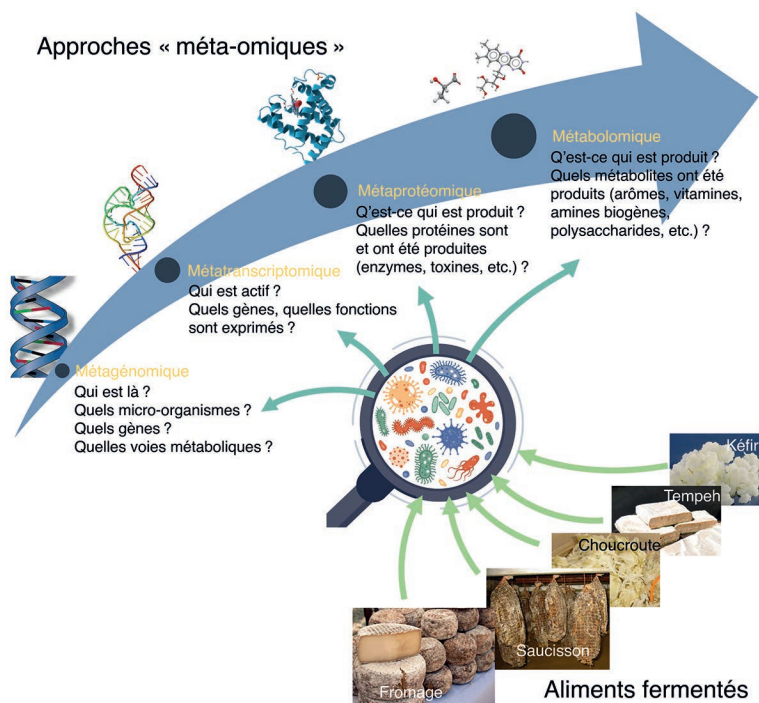 Approches « méta-omiques »
Métabolomique
Q'est-ce qui est produit ?
Quels métabolites ont été
produits (arômes, vitamines,
amines biogènes,
polysaccharides, etc.) ?
Métaprotéomique
Q'est-ce qui est produit ?
Quelles protéines sont
et ont été produites
(enzymes, toxines, etc.) ?
Métatranscriptomique
Qui est actif ?
Quels gènes, quelles fonctions
sont exprimés ?
Métagénomique
Qui est là ?
Quels micro-organismes ?
Quels gènes ?
Quelles voies métaboliques ?
Kéfir
Tempeh
Choucroute
Saucisson
Fromage
Aliments fermentés